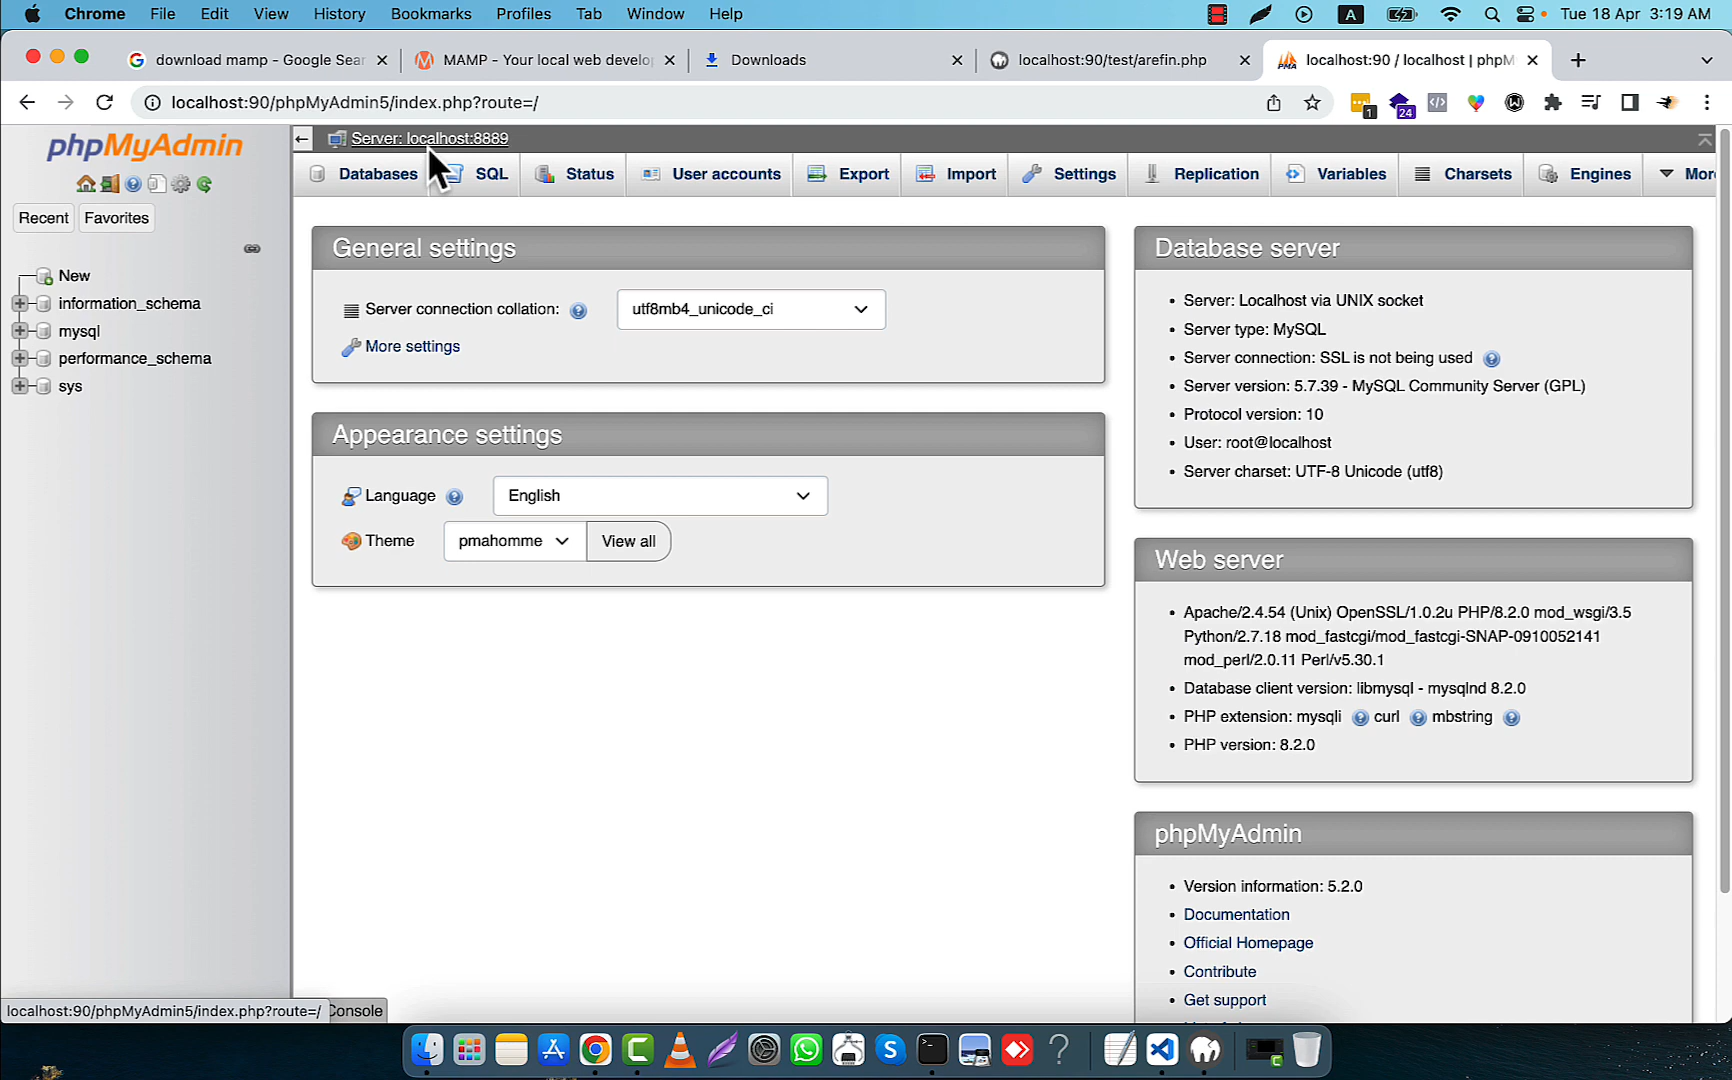 Chrome File Edit View History Bookmarks Profiles Tab Window Help A Tue 18 Apr 3:19 AM
download mamp - Google Sear MAMP - Your local web develo Downloads localhost:90/test/arefin.php PMA localhost:90 / localhost | phpM
localhost:90/phpMyAdmin5/index.php?route=/ 1 24
phpMyAdmin
Server: localhost:8889
Databases SQL Status User accounts Export Import Settings Replication Variables Charsets Engines Mor
Recent Favorites
New
information_schema
mysql
performance_schema
sys
General settings
Server connection collation: utf8mb4_unicode_ci
More settings
Appearance settings
Language English
Theme pmahomme View all
Database server
Server: Localhost via UNIX socket
Server type: MySQL
Server connection: SSL is not being used
Server version: 5.7.39 - MySQL Community Server (GPL)
Protocol version: 10
User: root@localhost
Server charset: UTF-8 Unicode (utf8)
Web server
Apache/2.4.54 (Unix) OpenSSL/1.0.2u PHP/8.2.0 mod_wsgi/3.5
Python/2.7.18 mod_fastcgi/mod_fastcgi-SNAP-0910052141
mod_perl/2.0.11 Perl/v5.30.1
Database client version: libmysql - mysqlnd 8.2.0
PHP extension: mysqli curl mbstring
PHP version: 8.2.0
phpMyAdmin
Version information: 5.2.0
Documentation
Official Homepage
Contribute
Get support
localhost:90/phpMyAdmin5/index.php?route=/ Console